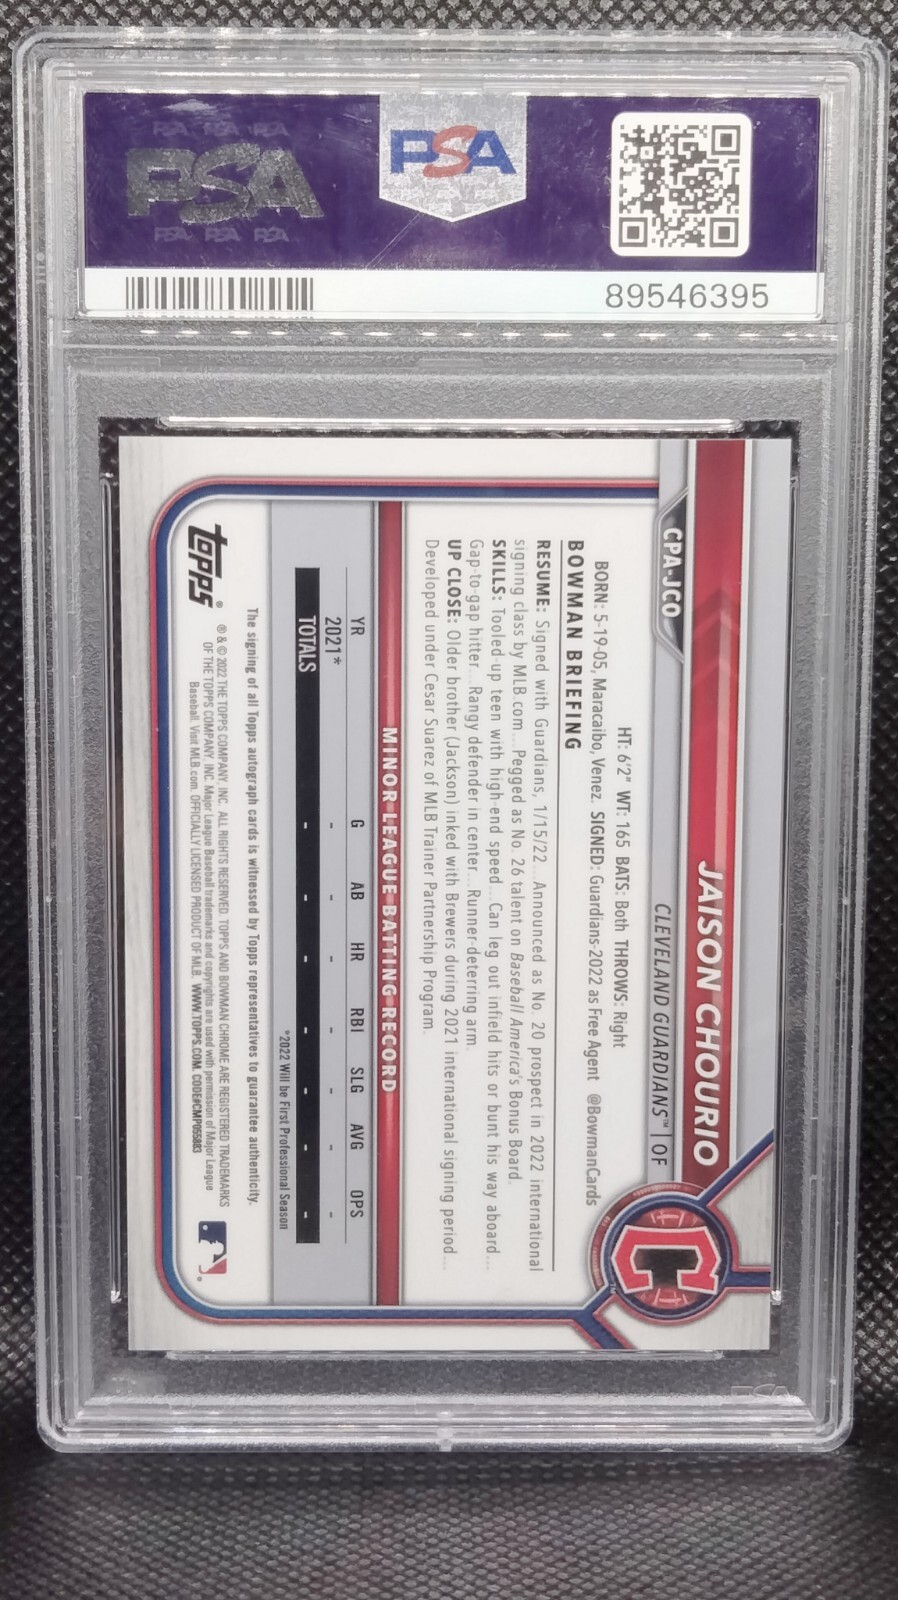 PSA PSA PSA
PSA
PSA PSA PSA
PSA
89546395
CPA-JCO
JAISON CHOURIO
CLEVELAND GUARDIANS™ | OF
HT: 6'2" WT: 165 BATS: Both THROWS: Right
BORN: 5-19-05, Maracaibo, Venez. SIGNED: Guardians-2022 as Free Agent @BowmanCards
BOWMAN BRIEFING
RESUME: Signed with Guardians, 1/15/22...Announced as No. 20 prospect in 2022 international
signing class by MLB.com...Pegged as No. 26 talent on Baseball America's Bonus Board.
SKILLS: Tooled-up teen with high-end speed...Can leg out infield hits or bunt his way aboard...
Gap-to-gap hitter...Rangy defender in center...Runner-deterring arm.
UP CLOSE: Older brother (Jackson) inked with Brewers during 2021 international signing period...
Developed under Cesar Suarez of MLB Trainer Partnership Program.
MINOR LEAGUE BATTING RECORD
YR G AB HR RBI SLG AVG OPS
2021* - - - - - - -
TOTALS - - - - - - -
*2022 Will be First Professional Season
The signing of all Topps autograph cards is witnessed by Topps representatives to guarantee authenticity.
topps®
® & © 2022 THE TOPPS COMPANY, INC. ALL RIGHTS RESERVED. TOPPS AND BOWMAN CHROME ARE REGISTERED TRADEMARKS
OF THE TOPPS COMPANY, INC. Major League Baseball trademarks and copyrights are used with permission of Major League
Baseball. Visit MLB.com. OFFICIALLY LICENSED PRODUCT OF MLB. WWW.TOPPS.COM. CODE#CMP055883